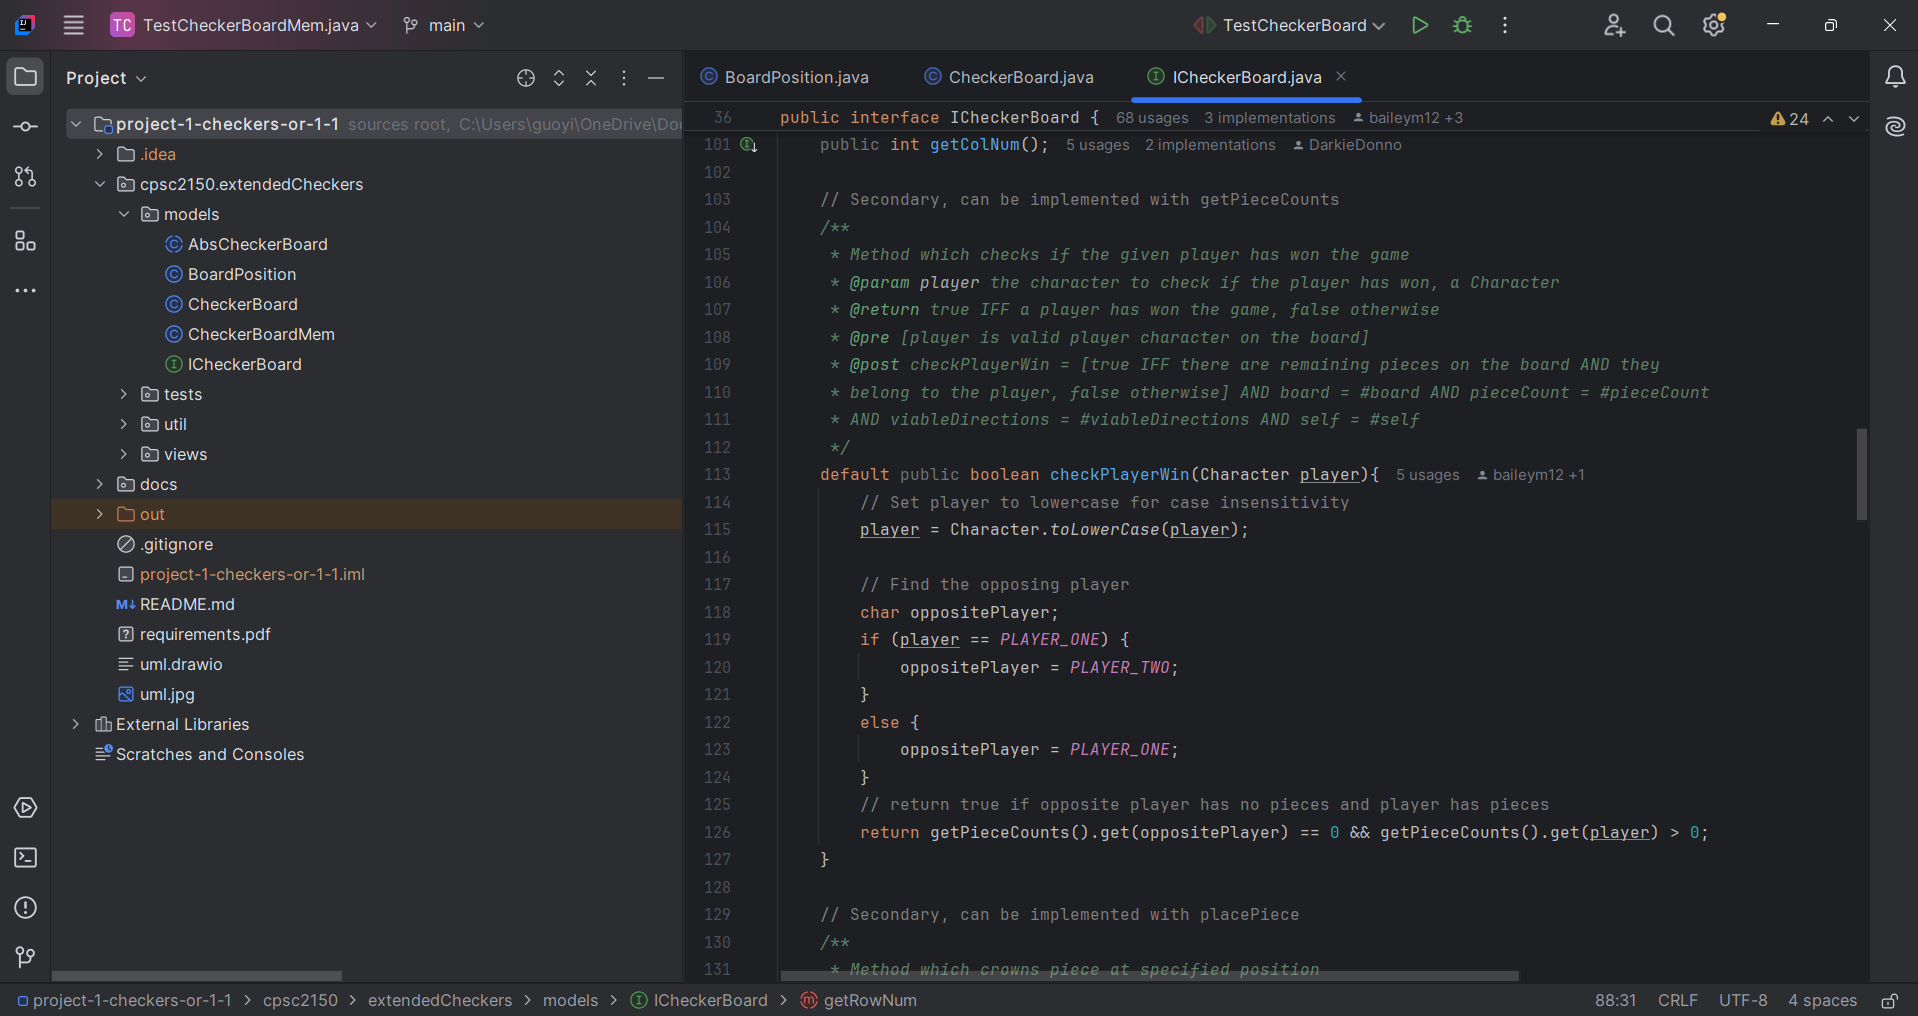 TC TestCheckerBoardMem.java main TestCheckerBoard
Project
project-1-checkers-or-1-1 sources root, C:\Users\guoyi\OneDrive\Do
.idea
cpsc2150.extendedCheckers
models
AbsCheckerBoard
BoardPosition
CheckerBoard
CheckerBoardMem
ICheckerBoard
tests
util
views
docs
out
.gitignore
project-1-checkers-or-1-1.iml
README.md
requirements.pdf
uml.drawio
uml.jpg
External Libraries
Scratches and Consoles
BoardPosition.java CheckerBoard.java ICheckerBoard.java
36 public interface ICheckerBoard { 68 usages 3 implementations baileym12 +3 24
101 public int getColNum(); 5 usages 2 implementations DarkieDonno
102
103 // Secondary, can be implemented with getPieceCounts
104 /**
105 * Method which checks if the given player has won the game
106 * @param player the character to check if the player has won, a Character
107 * @return true IFF a player has won the game, false otherwise
108 * @pre [player is valid player character on the board]
109 * @post checkPlayerWin = [true IFF there are remaining pieces on the board AND they
110 * belong to the player, false otherwise] AND board = #board AND pieceCount = #pieceCount
111 * AND viableDirections = #viableDirections AND self = #self
112 */
113 default public boolean checkPlayerWin(Character player){ 5 usages baileym12 +1
114 // Set player to lowercase for case insensitivity
115 player = Character.toLowerCase(player);
116
117 // Find the opposing player
118 char oppositePlayer;
119 if (player == PLAYER_ONE) {
120 oppositePlayer = PLAYER_TWO;
121 }
122 else {
123 oppositePlayer = PLAYER_ONE;
124 }
125 // return true if opposite player has no pieces and player has pieces
126 return getPieceCounts().get(oppositePlayer) == 0 && getPieceCounts().get(player) > 0;
127 }
128
129 // Secondary, can be implemented with placePiece
130 /**
131 * Method which crowns piece at specified position
project-1-checkers-or-1-1 > cpsc2150 > extendedCheckers > models > ICheckerBoard > getRowNum 88:31 CRLF UTF-8 4 spaces